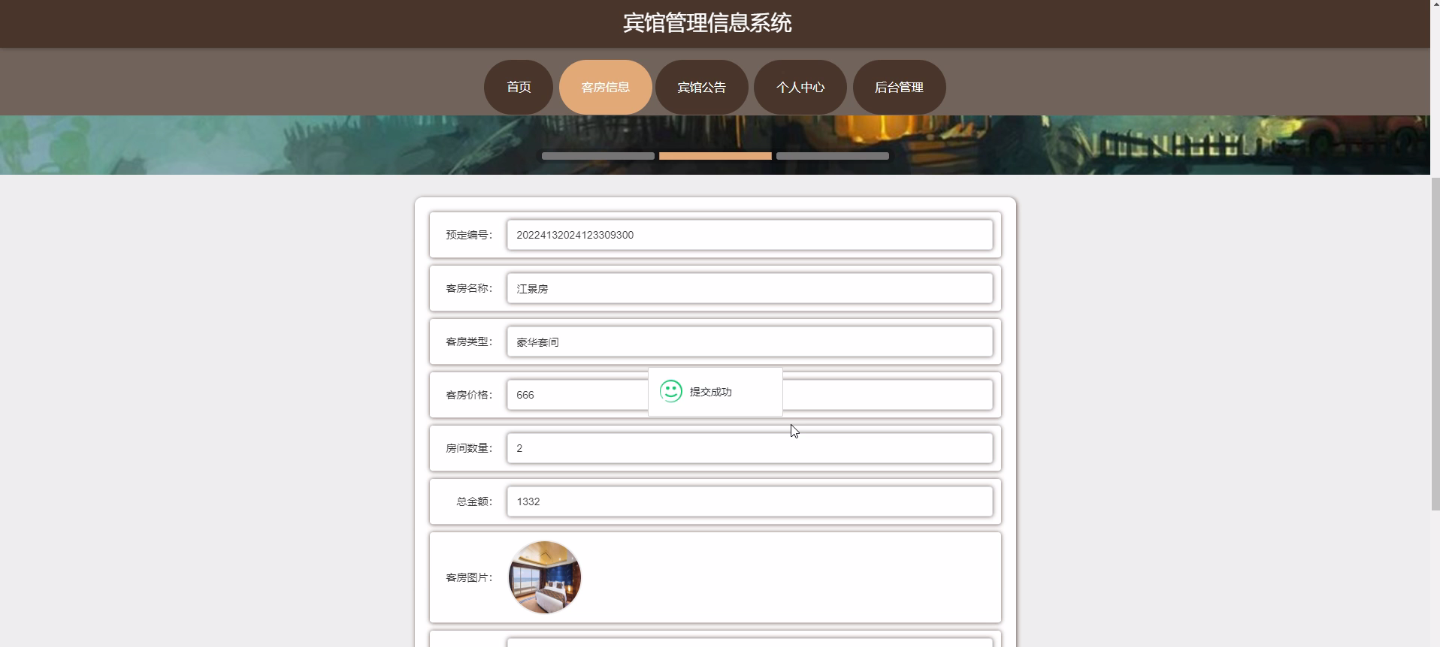 宾馆管理信息系统
首页
客房信息
宾馆公告
个人中心
后台管理
预定编号：
20224132024123309300
客房名称：
江景房
客房类型：
豪华套间
客房价格：
666
提交成功
房间数量：
2
总金额：
1332
客房图片：